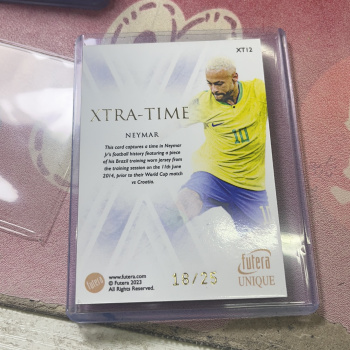 XT12
XTRA-TIME
NEYMAR
This card captures a time in Neymar
Jr's football history featuring a piece
of his Brazil training worn jersey from
the training session on the 11th June
2014, prior to their World Cup match
vs Croatia.
10
www.futera.com
© Futera 2023
All Rights Reserved.
18/25
futera
UNIQUE